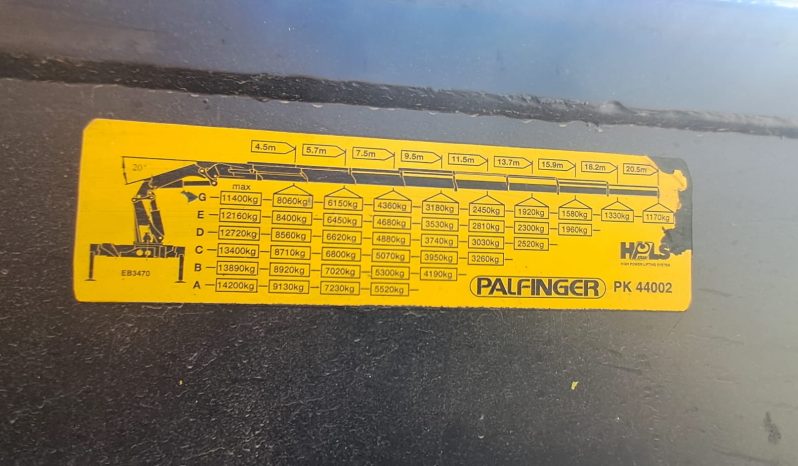 4.5m 5.7m 7.5m 9.5m 11.5m 13.7m 15.9m 18.2m 20.5m
20°
max
G 11400kg 8060kg 6150kg 4360kg 3180kg 2450kg 1920kg 1580kg 1330kg 1170kg
E 12160kg 8400kg 6450kg 4680kg 3530kg 2810kg 2300kg 1960kg
D 12720kg 8560kg 6620kg 4880kg 3740kg 3030kg 2520kg
C 13400kg 8710kg 6800kg 5070kg 3950kg 3260kg
B 13890kg 8920kg 7020kg 5300kg 4190kg
A 14200kg 9130kg 7230kg 5520kg
EB3470
HPLS
HIGH POWER LIFTING SYSTEM
PALFINGER PK 44002